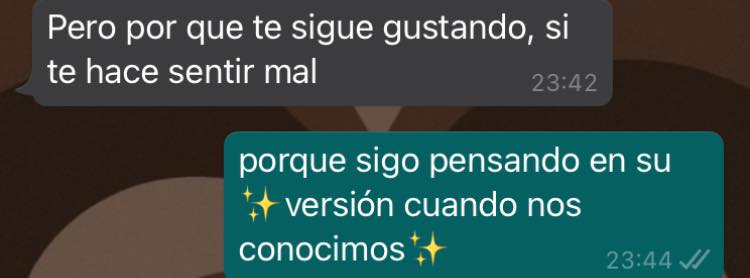 Pero por que te sigue gustando, si
te hace sentir mal
23:42
porque sigo pensando en su
✨versión cuando nos
conocimos✨
23:44